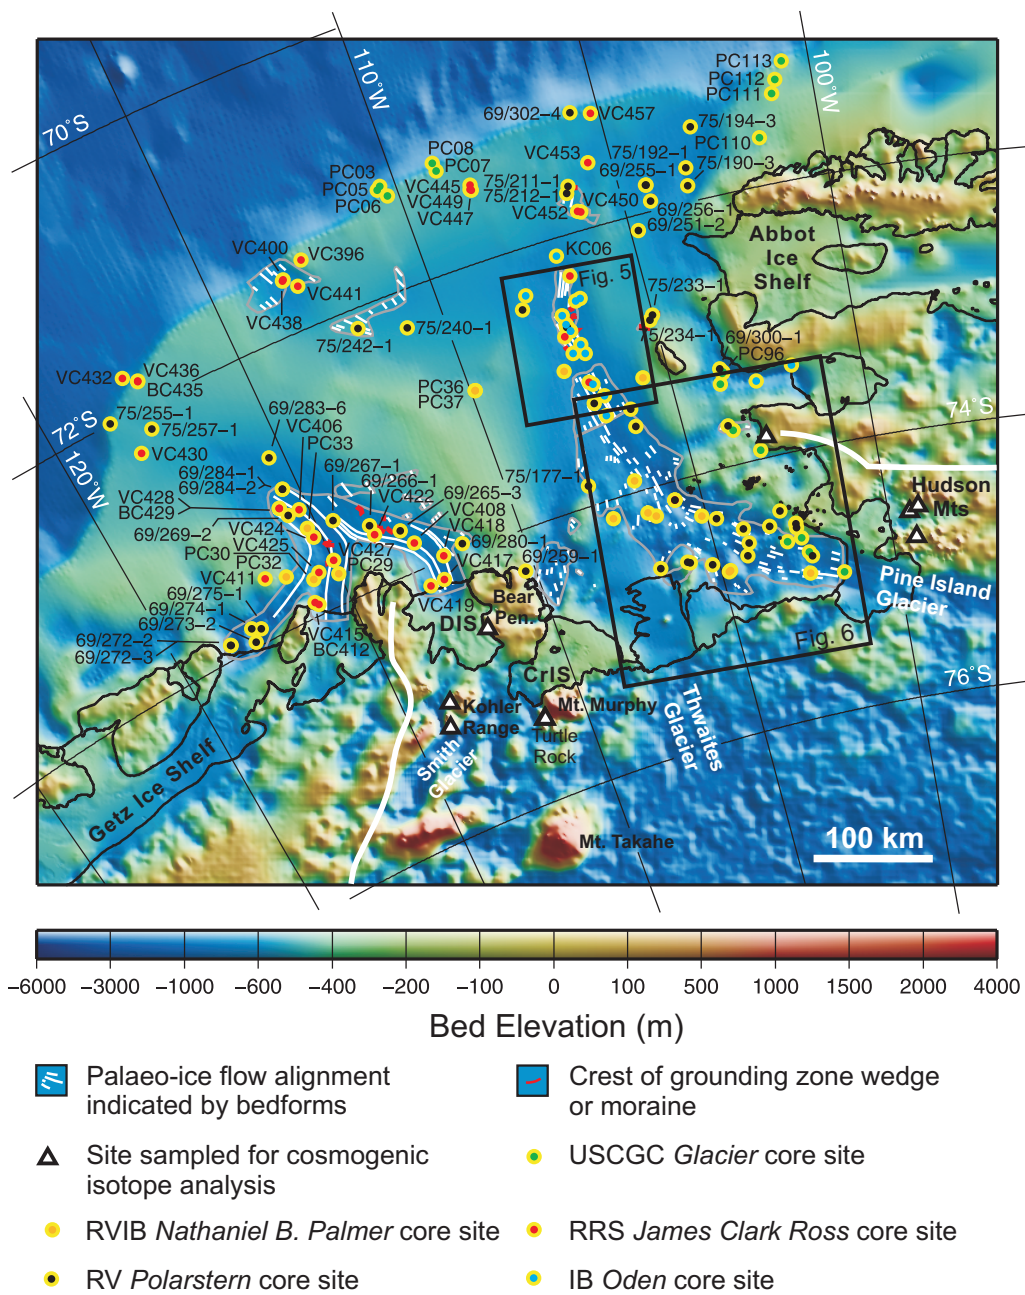 110°W
100°W
70°S
72°S
120°W
74°S
76°S
PC113
PC112
PC111
PC110
69/302-4
VC457
75/194-3
PC08
PC07
VC453
75/192-1
69/255-1
75/190-3
PC03
PC05
PC06
VC445
VC449
VC447
75/211-1
75/212-1
VC452
VC450
69/256-1
69/251-2
VC400
VC396
VC441
VC438
KC06
Fig. 5
Abbot
Ice
Shelf
75/233-1
75/234-1
69/300-1
PC96
75/240-1
75/242-1
VC432
VC436
BC435
PC36
PC37
75/255-1
75/257-1
VC430
69/283-6
VC406
PC33
69/267-1
69/266-1
VC422
69/284-1
69/284-2
VC428
BC429
69/269-2
VC424
VC425
PC30
PC32
VC411
69/265-3
VC408
VC418
69/280-1
VC417
VC427
PC29
75/177-1
69/259-1
69/275-1
69/274-1
69/273-2
69/272-2
69/272-3
VC419
VC415
BC412
DIS
Bear
Pen.
CrIS
Hudson
Mts
Pine Island
Glacier
Fig. 6
Kohler
Range
Mt. Murphy
Turtle
Rock
Smith
Glacier
Thwaites
Glacier
Getz Ice Shelf
Mt. Takahe
100 km
−6000 −3000 −1000 −600 −400 −200 0 100 500 1000 1500 2000 4000
Bed Elevation (m)
Palaeo-ice flow alignment
indicated by bedforms
Crest of grounding zone wedge
or moraine
Site sampled for cosmogenic
isotope analysis
USCGC Glacier core site
RVIB Nathaniel B. Palmer core site
RRS James Clark Ross core site
RV Polarstern core site
IB Oden core site